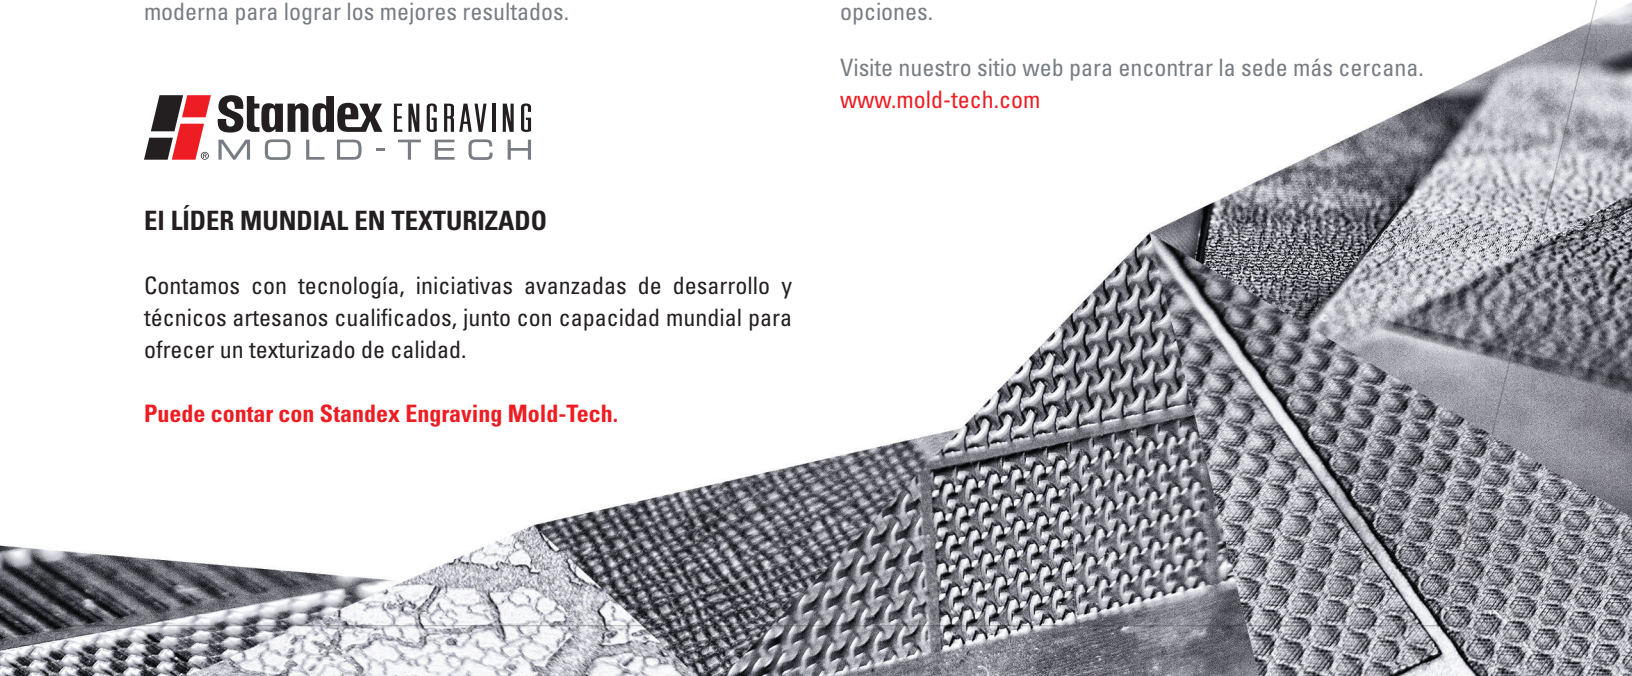 moderna para lograr los mejores resultados.
Standex ENGRAVING
® MOLD-TECH
El LÍDER MUNDIAL EN TEXTURIZADO
Contamos con tecnología, iniciativas avanzadas de desarrollo y
técnicos artesanos cualificados, junto con capacidad mundial para
ofrecer un texturizado de calidad.
Puede contar con Standex Engraving Mold-Tech.
opciones.
Visite nuestro sitio web para encontrar la sede más cercana.
www.mold-tech.com